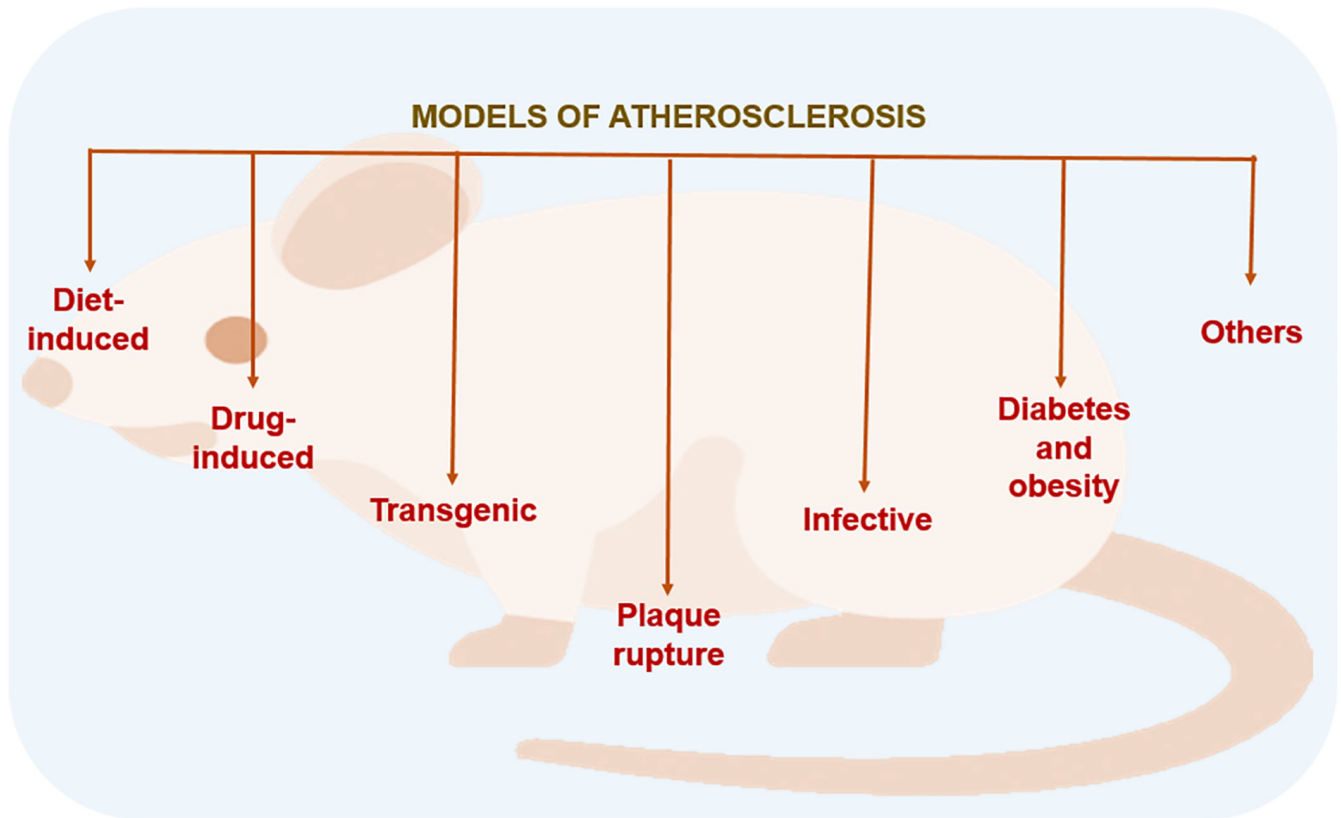 MODELS OF ATHEROSCLEROSIS
Diet-
induced
Drug-
induced
Transgenic
Plaque
rupture
Infective
Diabetes
and
obesity
Others